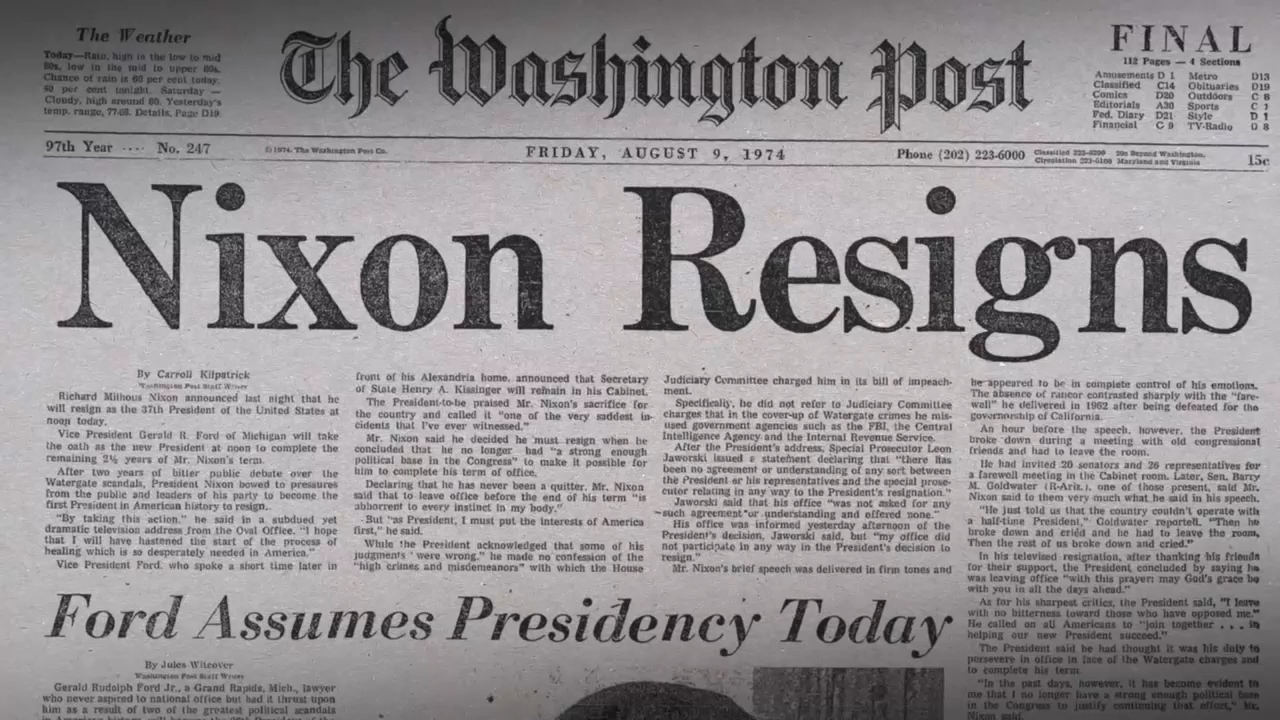 The Weather
Today—Rain, high in the low to mid
80s, low in the mid to upper 60s.
Chance of rain is 60 per cent today,
60 per cent tonight. Saturday —
Cloudy, high around 80. Yesterday's
temp. range, 77-68. Details, Page D19.
The Washington Post
FINAL
112 Pages — 4 Sections
Amusements D 1 Metro D13
Classified C14 Obituaries D19
Comics D20 Outdoors C 8
Editorials A30 Sports C 1
Fed. Diary D21 Style D 1
Financial C 9 TV-Radio D 8
97th Year ···· No. 247
© 1974, The Washington Post Co.
FRIDAY, AUGUST 9, 1974
Phone (202) 223-6000
Classified 223-6200 20c Beyond Washington,
Circulation 223-6100 Maryland and Virginia
15c
Nixon Resigns
By Carroll Kilpatrick
Washington Post Staff Writer
Richard Milhous Nixon announced last night that he
will resign as the 37th President of the United States at
noon today.
Vice President Gerald R. Ford of Michigan will take
the oath as the new President at noon to complete the
remaining 2½ years of Mr. Nixon's term.
After two years of bitter public debate over the
Watergate scandals, President Nixon bowed to pressures
from the public and leaders of his party to become the
first President in American history to resign.
"By taking this action," he said in a subdued yet
dramatic television address from the Oval Office, "I hope
that I will have hastened the start of the process of
healing which is so desperately needed in America."
Vice President Ford, who spoke a short time later in
front of his Alexandria home, announced that Secretary
of State Henry A. Kissinger will remain in his Cabinet.
The President-to-be praised Mr. Nixon's sacrifice for
the country and called it "one of the very saddest in-
cidents that I've ever witnessed."
Mr. Nixon said he decided he must resign when he
concluded that he no longer had "a strong enough
political base in the Congress" to make it possible for
him to complete his term of office.
Declaring that he has never been a quitter, Mr. Nixon
said that to leave office before the end of his term "is
abhorrent to every instinct in my body."
But "as President, I must put the interests of America
first," he said.
While the President acknowledged that some of his
judgments "were wrong," he made no confession of the
"high crimes and misdemeanors" with which the House
Judiciary Committee charged him in its bill of impeach-
ment.
Specifically, he did not refer to Judiciary Committee
charges that in the cover-up of Watergate crimes he mis-
used government agencies such as the FBI, the Central
Intelligence Agency and the Internal Revenue Service.
After the President's address, Special Prosecutor Leon
Jaworski issued a statement declaring that "there has
been no agreement or understanding of any sort between
the President or his representatives and the special prose-
cutor relating in any way to the President's resignation."
Jaworski said that his office "was not asked for any
such agreement or understanding and offered none."
His office was informed yesterday afternoon of the
President's decision, Jaworski said, but "my office did
not participate in any way in the President's decision to
resign."
Mr. Nixon's brief speech was delivered in firm tones and
he appeared to be in complete control of his emotions.
The absence of rancor contrasted sharply with the "fare-
well" he delivered in 1962 after being defeated for the
governorship of California.
An hour before the speech, however, the President
broke down during a meeting with old congressional
friends and had to leave the room.
He had invited 20 senators and 26 representatives for
a farewell meeting in the Cabinet room. Later, Sen. Barry
M. Goldwater (R-Ariz.), one of those present, said Mr.
Nixon said to them very much what he said in his speech.
"He just told us that the country couldn't operate with
a half-time President," Goldwater reported. "Then he
broke down and cried and he had to leave the room.
Then the rest of us broke down and cried."
In his televised resignation, after thanking his friends
for their support, the President concluded by saying he
was leaving office "with this prayer: may God's grace be
with you in all the days ahead."
As for his sharpest critics, the President said, "I leave
with no bitterness toward those who have opposed me."
He called on all Americans to "join together . . . in
helping our new President succeed."
The President said he had thought it was his duty to
persevere in office in face of the Watergate charges and
to complete his term.
"In the past days, however, it has become evident to
me that I no longer have a strong enough political base
in the Congress to justify continuing that effort," Mr.
Nixon said.
Ford Assumes Presidency Today
By Jules Witcover
Washington Post Staff Writer
Gerald Rudolph Ford Jr., a Grand Rapids, Mich., lawyer
who never aspired to national office but had it thrust upon
him as a result of two of the greatest political scandals